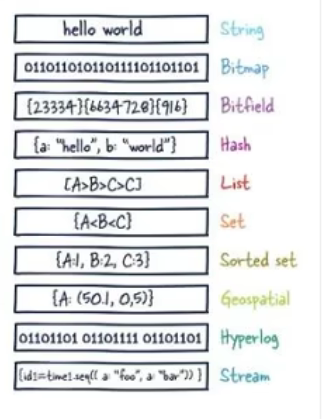 hello world String
011011010110111101101101 Bitmap
{23334}{6634728}{916} Bitfield
{a: "hello", b: "world"} Hash
[A>B>C>C] List
{A<B<C} Set
{A:1, B:2, C:3} Sorted set
{A: (50.1, 0,5)} Geospatial
01101101 01101111 01101101 Hyperlog
{id1=time1.seq(( a: "foo", a: "bar")) } Stream